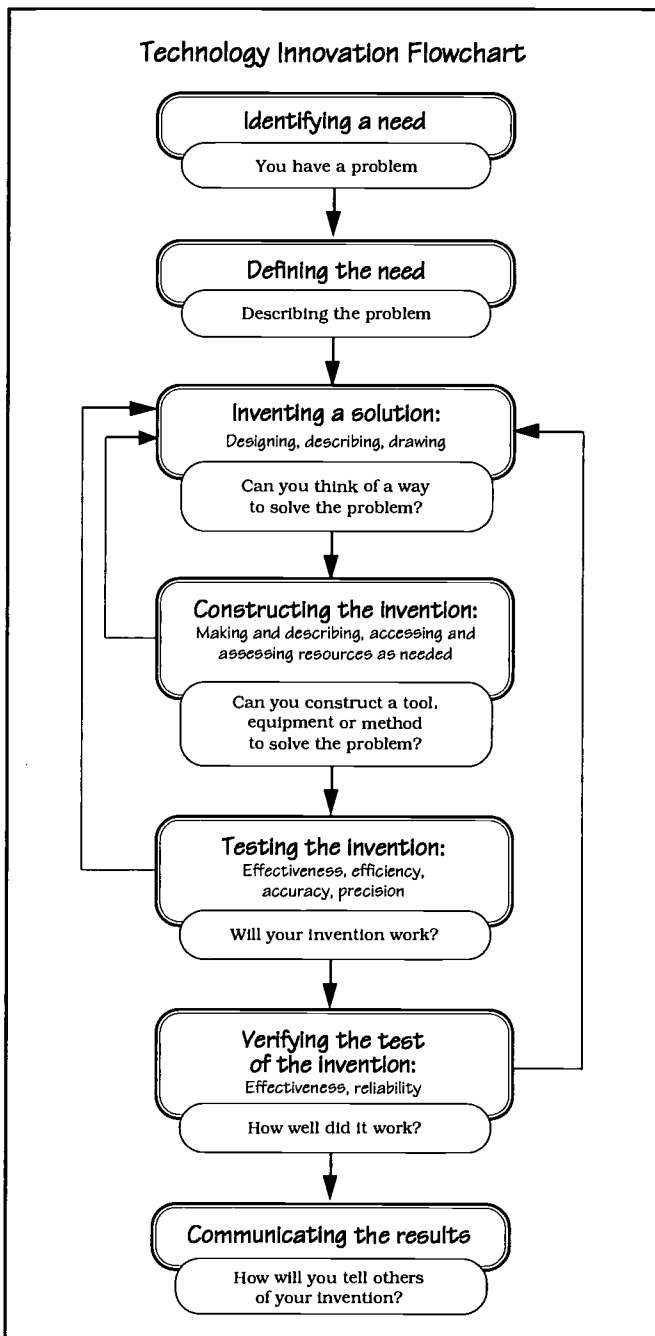 Technology Innovation Flowchart
Identifying a need
You have a problem
Defining the need
Describing the problem
Inventing a solution:
Designing, describing, drawing
Can you think of a way
to solve the problem?
Constructing the invention:
Making and describing, accessing and
assessing resources as needed
Can you construct a tool,
equipment or method
to solve the problem?
Testing the invention:
Effectiveness, efficiency,
accuracy, precision
Will your invention work?
Verifying the test
of the invention:
Effectiveness, reliability
How well did it work?
Communicating the results
How will you tell others
of your invention?